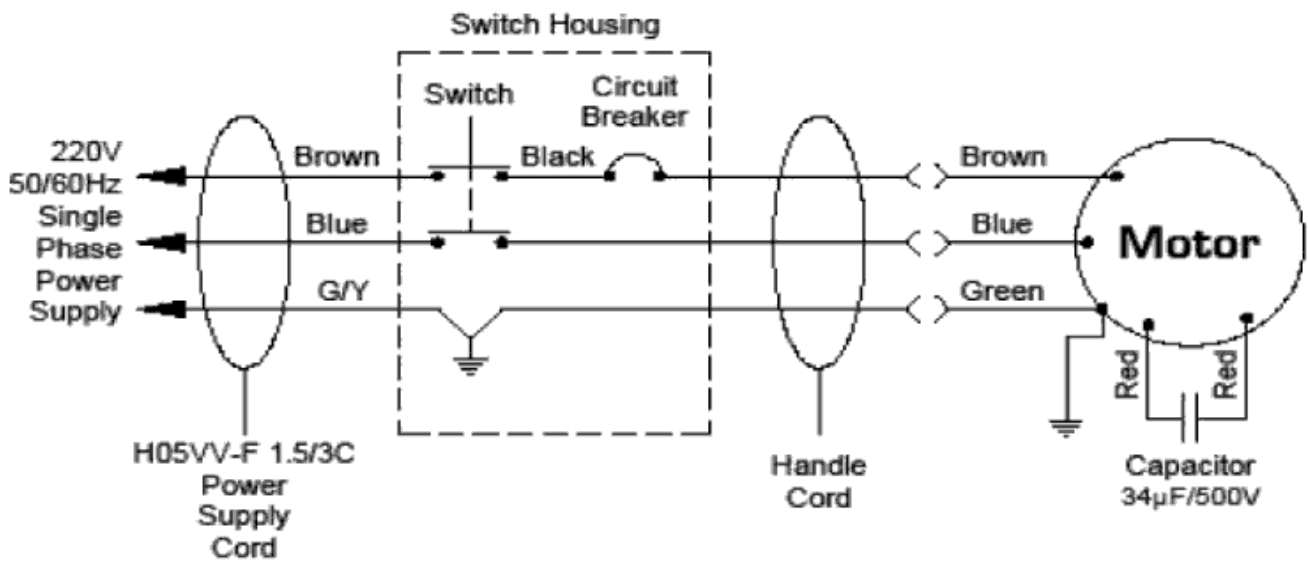 Switch Housing
Switch
Circuit
Breaker
220V
50/60Hz
Single
Phase
Power
Supply
Brown
Black
Brown
Blue
Blue
G/Y
Green
Motor
Red
Red
H05VV-F 1.5/3C
Power
Supply
Cord
Handle
Cord
Capacitor
34µF/500V